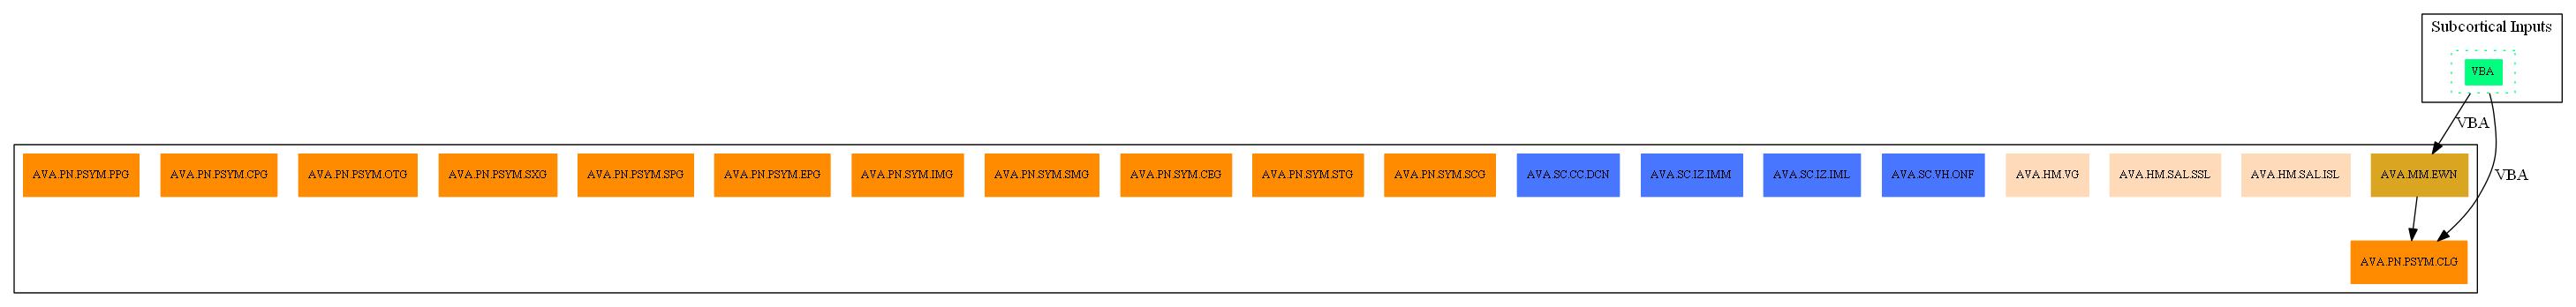 Subcortical Inputs
VBA
VBA
AVA.PN.PSYM.PPG
AVA.PN.PSYM.CPG
AVA.PN.PSYM.OTG
AVA.PN.PSYM.SXG
AVA.PN.PSYM.SPG
AVA.PN.PSYM.EPG
AVA.PN.SYM.IMG
AVA.PN.SYM.SMG
AVA.PN.SYM.CEG
AVA.PN.SYM.STG
AVA.PN.SYM.SCG
AVA.SC.CC.DCN
AVA.SC.IZ.IMM
AVA.SC.IZ.IML
AVA.SC.VH.ONF
AVA.HM.VG
AVA.HM.SAL.SSL
AVA.HM.SAL.ISL
AVA.MM.EWN
VBA
AVA.PN.PSYM.CLG